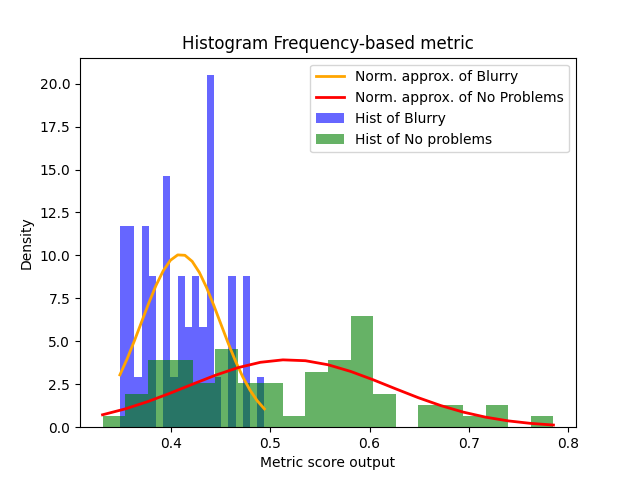 Histogram Frequency-based metric
Norm. approx. of Blurry
Norm. approx. of No Problems
Hist of Blurry
Hist of No problems
Density
20.0
17.5
15.0
12.5
10.0
7.5
5.0
2.5
0.0
0.4 0.5 0.6 0.7 0.8
Metric score output